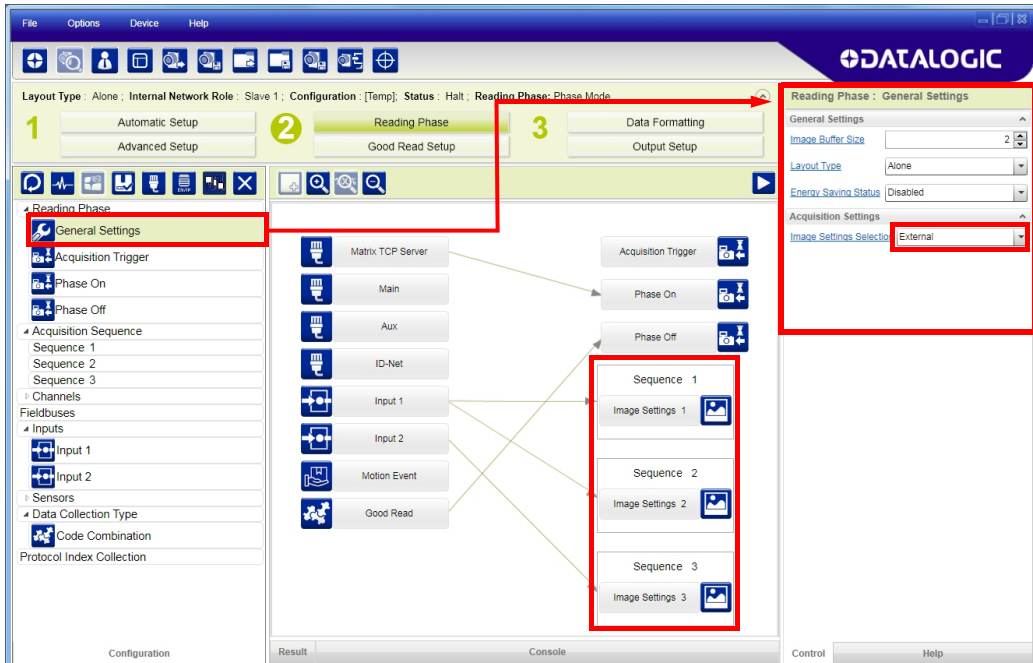 File Options Device Help
DATALOGIC
Layout Type : Alone ; Internal Network Role : Slave 1 ; Configuration : [Temp]; Status : Halt ; Reading Phase: Phase Mode
1 Automatic Setup
Advanced Setup
2 Reading Phase
Good Read Setup
3 Data Formatting
Output Setup
Reading Phase
General Settings
Acquisition Trigger
Phase On
Phase Off
Acquisition Sequence
Sequence 1
Sequence 2
Sequence 3
Channels
Fieldbuses
Inputs
Input 1
Input 2
Sensors
Data Collection Type
Code Combination
Protocol Index Collection
Configuration
Matrix TCP Server
Main
Aux
ID-Net
Input 1
Input 2
Motion Event
Good Read
Acquisition Trigger
Phase On
Phase Off
Sequence 1
Image Settings 1
Sequence 2
Image Settings 2
Sequence 3
Image Settings 3
Result Console
Reading Phase : General Settings
General Settings
Image Buffer Size 2
Layout Type Alone
Energy Saving Status Disabled
Acquisition Settings
Image Settings Selection External
Control Help